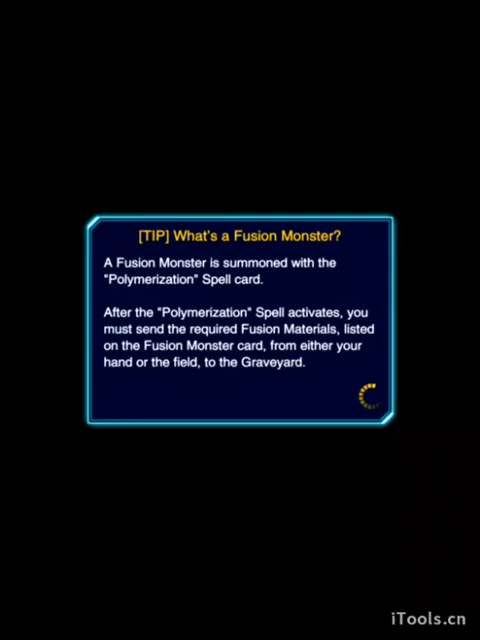 [TIP] What's a Fusion Monster?
A Fusion Monster is summoned with the
"Polymerization" Spell card.
After the "Polymerization" Spell activates, you
must send the required Fusion Materials, listed
on the Fusion Monster card, from either your
hand or the field, to the Graveyard.
iTools.cn